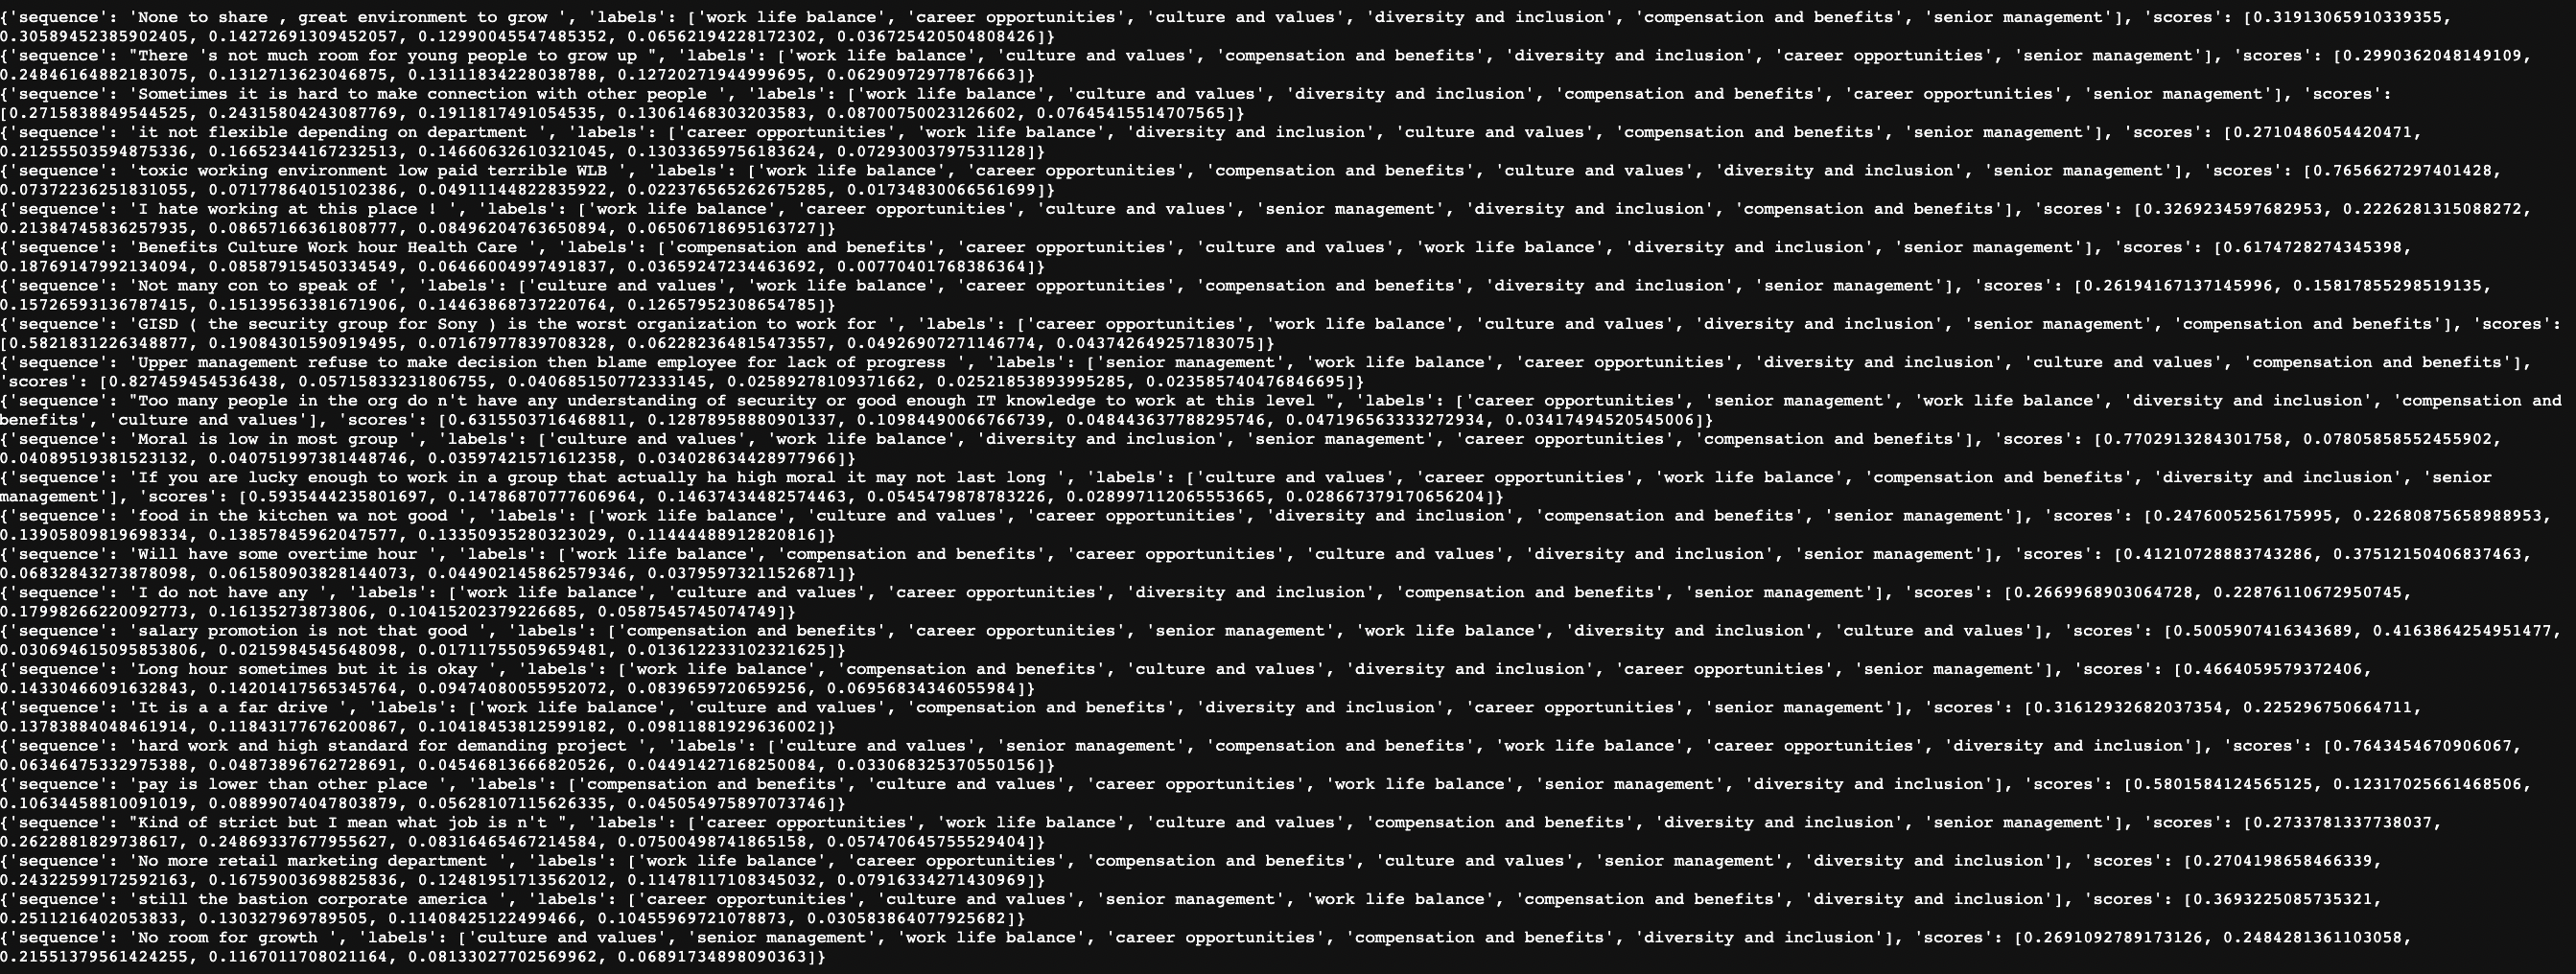 {'sequence': 'None to share , great environment to grow ', 'labels': ['work life balance', 'career opportunities', 'culture and values', 'diversity and inclusion', 'compensation and benefits', 'senior management'], 'scores': [0.31913065910339355,
0.30589452385902405, 0.14272691309452057, 0.12990045547485352, 0.06562194228172302, 0.036725420504808426]}
{'sequence': "There 's not much room for young people to grow up ", 'labels': ['work life balance', 'culture and values', 'compensation and benefits', 'diversity and inclusion', 'career opportunities', 'senior management'], 'scores': [0.2990362048149109,
0.24846164882183075, 0.1312713623046875, 0.13111834228038788, 0.12720271944999695, 0.06290972977876663]}
{'sequence': 'Sometimes it is hard to make connection with other people ', 'labels': ['work life balance', 'culture and values', 'diversity and inclusion', 'compensation and benefits', 'career opportunities', 'senior management'], 'scores':
[0.2715838849544525, 0.24315804243087769, 0.1911817491054535, 0.13061468303203583, 0.08700750023126602, 0.07645415514707565]}
{'sequence': 'it not flexible depending on department ', 'labels': ['career opportunities', 'work life balance', 'diversity and inclusion', 'culture and values', 'compensation and benefits', 'senior management'], 'scores': [0.2710486054420471,
0.21255503594875336, 0.16652344167232513, 0.14660632610321045, 0.13033659756183624, 0.07293003797531128]}
{'sequence': 'toxic working environment low paid terrible WLB ', 'labels': ['work life balance', 'career opportunities', 'compensation and benefits', 'culture and values', 'diversity and inclusion', 'senior management'], 'scores': [0.7656627297401428,
0.07372236251831055, 0.07177864015102386, 0.04911144822835922, 0.022376565262675285, 0.01734830066561699]}
{'sequence': 'I hate working at this place ! ', 'labels': ['work life balance', 'career opportunities', 'culture and values', 'senior management', 'diversity and inclusion', 'compensation and benefits'], 'scores': [0.3269234597682953, 0.2226281315088272,
0.21384745836257935, 0.08657166361808777, 0.08496204763650894, 0.06506718695163727]}
{'sequence': 'Benefits Culture Work hour Health Care ', 'labels': ['compensation and benefits', 'career opportunities', 'culture and values', 'work life balance', 'diversity and inclusion', 'senior management'], 'scores': [0.6174728274345398,
0.18769147992134094, 0.08587915450334549, 0.06466004997491837, 0.03659247234463692, 0.00770401768386364]}
{'sequence': 'Not many con to speak of ', 'labels': ['culture and values', 'work life balance', 'career opportunities', 'compensation and benefits', 'diversity and inclusion', 'senior management'], 'scores': [0.26194167137145996, 0.15817855298519135,
0.15726593136787415, 0.15139563381671906, 0.14463868737220764, 0.12657952308654785]}
{'sequence': 'GISD ( the security group for Sony ) is the worst organization to work for ', 'labels': ['career opportunities', 'work life balance', 'culture and values', 'diversity and inclusion', 'senior management', 'compensation and benefits'], 'scores':
[0.5821831226348877, 0.19084301590919495, 0.07167977839708328, 0.062282364815473557, 0.04926907271146774, 0.043742649257183075]}
{'sequence': 'Upper management refuse to make decision then blame employee for lack of progress ', 'labels': ['senior management', 'work life balance', 'career opportunities', 'diversity and inclusion', 'culture and values', 'compensation and benefits'],
'scores': [0.827459454536438, 0.05715833231806755, 0.040685150772333145, 0.02589278109371662, 0.02521853893995285, 0.023585740476846695]}
{'sequence': "Too many people in the org do n't have any understanding of security or good enough IT knowledge to work at this level ", 'labels': ['career opportunities', 'senior management', 'work life balance', 'diversity and inclusion', 'compensation and
benefits', 'culture and values'], 'scores': [0.6315503716468811, 0.12878958880901337, 0.10984490066766739, 0.048443637788295746, 0.047196563333272934, 0.03417494520545006]}
{'sequence': 'Moral is low in most group ', 'labels': ['culture and values', 'work life balance', 'diversity and inclusion', 'senior management', 'career opportunities', 'compensation and benefits'], 'scores': [0.7702913284301758, 0.07805858552455902,
0.04089519381523132, 0.040751997381448746, 0.03597421571612358, 0.034028634428977966]}
{'sequence': 'If you are lucky enough to work in a group that actually ha high moral it may not last long ', 'labels': ['culture and values', 'career opportunities', 'work life balance', 'compensation and benefits', 'diversity and inclusion', 'senior
management'], 'scores': [0.5935444235801697, 0.14786870777606964, 0.14637434482574463, 0.0545479878783226, 0.028997112065553665, 0.028667379170656204]}
{'sequence': 'food in the kitchen wa not good ', 'labels': ['work life balance', 'culture and values', 'career opportunities', 'diversity and inclusion', 'compensation and benefits', 'senior management'], 'scores': [0.2476005256175995, 0.22680875658988953,
0.13905809819698334, 0.13857845962047577, 0.13350935280323029, 0.11444488912820816]}
{'sequence': 'Will have some overtime hour ', 'labels': ['work life balance', 'compensation and benefits', 'career opportunities', 'culture and values', 'diversity and inclusion', 'senior management'], 'scores': [0.41210728883743286, 0.37512150406837463,
0.06832843273878098, 0.061580903828144073, 0.044902145862579346, 0.03795973211526871]}
{'sequence': 'I do not have any ', 'labels': ['work life balance', 'culture and values', 'career opportunities', 'diversity and inclusion', 'compensation and benefits', 'senior management'], 'scores': [0.2669968903064728, 0.22876110672950745,
0.17998266220092773, 0.16135273873806, 0.10415202379226685, 0.0587545745074749]}
{'sequence': 'salary promotion is not that good ', 'labels': ['compensation and benefits', 'career opportunities', 'senior management', 'work life balance', 'diversity and inclusion', 'culture and values'], 'scores': [0.5005907416343689, 0.4163864254951477,
0.030694615095853806, 0.0215984545648098, 0.01711755059659481, 0.013612233102321625]}
{'sequence': 'Long hour sometimes but it is okay ', 'labels': ['work life balance', 'compensation and benefits', 'culture and values', 'diversity and inclusion', 'career opportunities', 'senior management'], 'scores': [0.4664059579372406,
0.14330466091632843, 0.14201417565345764, 0.09474080055952072, 0.0839659720659256, 0.06956834346055984]}
{'sequence': 'It is a a far drive ', 'labels': ['work life balance', 'culture and values', 'compensation and benefits', 'diversity and inclusion', 'career opportunities', 'senior management'], 'scores': [0.31612932682037354, 0.225296750664711,
0.13783884048461914, 0.11843177676200867, 0.10418453812599182, 0.09811881929636002]}
{'sequence': 'hard work and high standard for demanding project ', 'labels': ['culture and values', 'senior management', 'compensation and benefits', 'work life balance', 'career opportunities', 'diversity and inclusion'], 'scores': [0.7643454670906067,
0.06346475332975388, 0.04873896762728691, 0.04546813666820526, 0.04491427168250084, 0.033068325370550156]}
{'sequence': 'pay is lower than other place ', 'labels': ['compensation and benefits', 'culture and values', 'career opportunities', 'work life balance', 'senior management', 'diversity and inclusion'], 'scores': [0.5801584124565125, 0.12317025661468506,
0.10634458810091019, 0.08899074047803879, 0.05628107115626335, 0.045054975897073746]}
{'sequence': "Kind of strict but I mean what job is n't ", 'labels': ['career opportunities', 'work life balance', 'culture and values', 'compensation and benefits', 'diversity and inclusion', 'senior management'], 'scores': [0.2733781337738037,
0.2622881829738617, 0.24869337677955627, 0.08316465467214584, 0.07500498741865158, 0.057470645755529404]}
{'sequence': 'No more retail marketing department ', 'labels': ['work life balance', 'career opportunities', 'compensation and benefits', 'culture and values', 'senior management', 'diversity and inclusion'], 'scores': [0.2704198658466339,
0.24322599172592163, 0.16759003698825836, 0.12481951713562012, 0.11478117108345032, 0.07916334271430969]}
{'sequence': 'still the bastion corporate america ', 'labels': ['career opportunities', 'culture and values', 'senior management', 'work life balance', 'compensation and benefits', 'diversity and inclusion'], 'scores': [0.3693225085735321,
0.2511216402053833, 0.130327969789505, 0.11408425122499466, 0.10455969721078873, 0.030583864077925682]}
{'sequence': 'No room for growth ', 'labels': ['culture and values', 'senior management', 'work life balance', 'career opportunities', 'compensation and benefits', 'diversity and inclusion'], 'scores': [0.2691092789173126, 0.2484281361103058,
0.21551379561424255, 0.1167011708021164, 0.08133027702569962, 0.06891734898090363]}